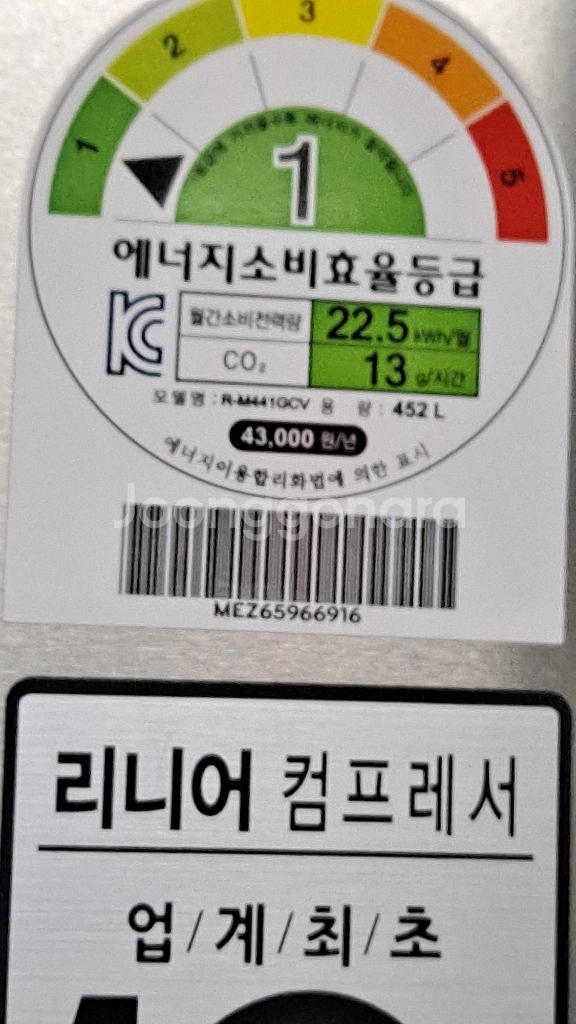 1
2
3
4
5
1
에너지소비효율등급
월간소비전력량 22.5 kWh/월
CO₂ 13 g/시간
모델명 : R-M441GCV 용 량 : 452 L
43,000 원/년
에너지이용합리화법에 의한 표시
Joonggonara
MEZ65966916
리니어 컴프레서
업/계/최/초